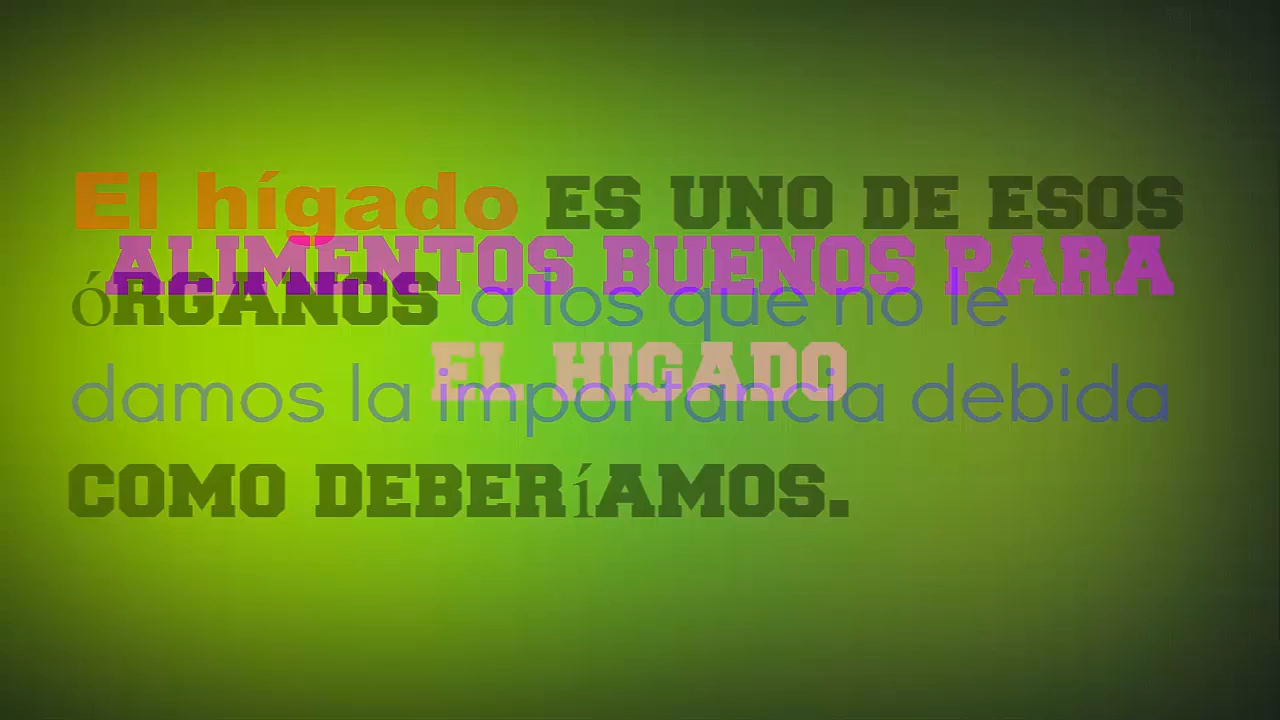 El hígado ES UNO DE ESOS
ALIMENTOS BUENOS PARA
óRGANOS a los que no le
EL HIGADO
damos la importancia debida
COMO DEBERíAMOS.